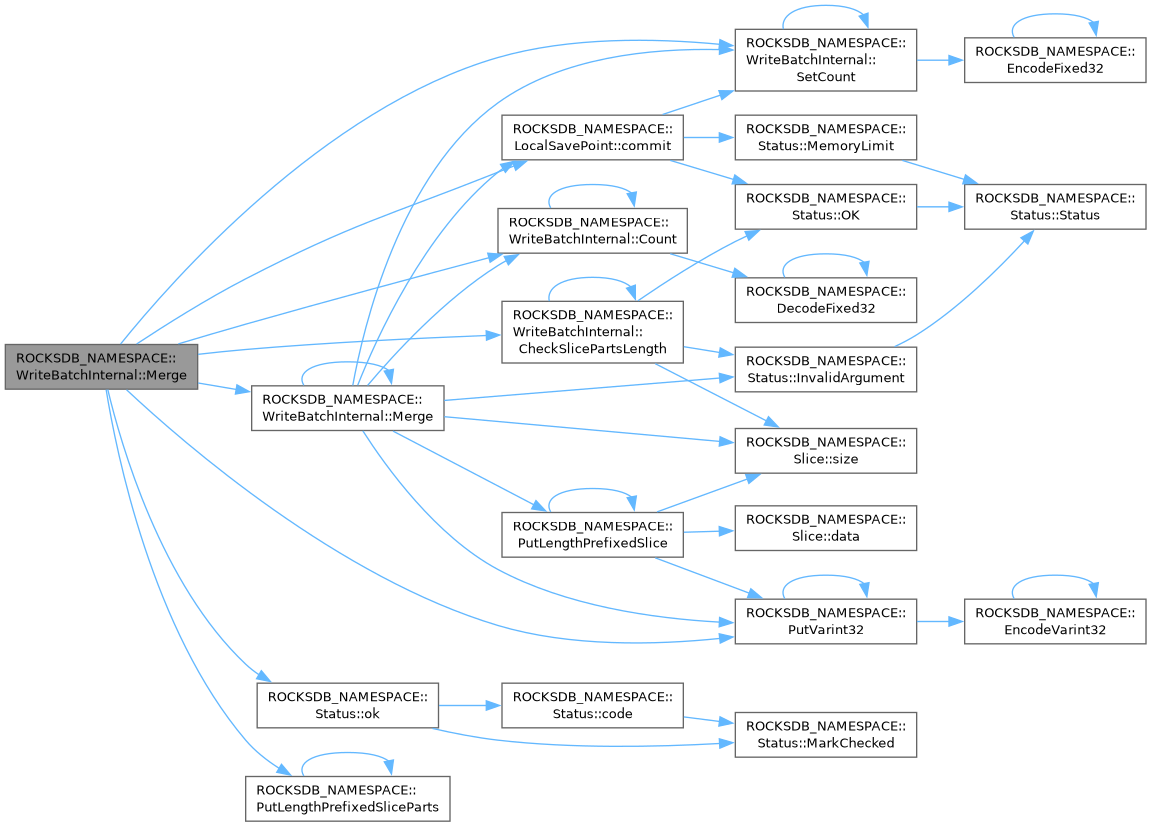 ROCKSDB_NAMESPACE::
WriteBatchInternal::Merge
ROCKSDB_NAMESPACE::
WriteBatchInternal::Merge
ROCKSDB_NAMESPACE::
Status::ok
ROCKSDB_NAMESPACE::
PutLengthPrefixedSliceParts
ROCKSDB_NAMESPACE::
LocalSavePoint::commit
ROCKSDB_NAMESPACE::
WriteBatchInternal::Count
ROCKSDB_NAMESPACE::
WriteBatchInternal::
CheckSlicePartsLength
ROCKSDB_NAMESPACE::
PutLengthPrefixedSlice
ROCKSDB_NAMESPACE::
Status::code
ROCKSDB_NAMESPACE::
WriteBatchInternal::
SetCount
ROCKSDB_NAMESPACE::
Status::MemoryLimit
ROCKSDB_NAMESPACE::
Status::OK
ROCKSDB_NAMESPACE::
DecodeFixed32
ROCKSDB_NAMESPACE::
Status::InvalidArgument
ROCKSDB_NAMESPACE::
Slice::size
ROCKSDB_NAMESPACE::
Slice::data
ROCKSDB_NAMESPACE::
PutVarint32
ROCKSDB_NAMESPACE::
Status::MarkChecked
ROCKSDB_NAMESPACE::
EncodeFixed32
ROCKSDB_NAMESPACE::
Status::Status
ROCKSDB_NAMESPACE::
EncodeVarint32